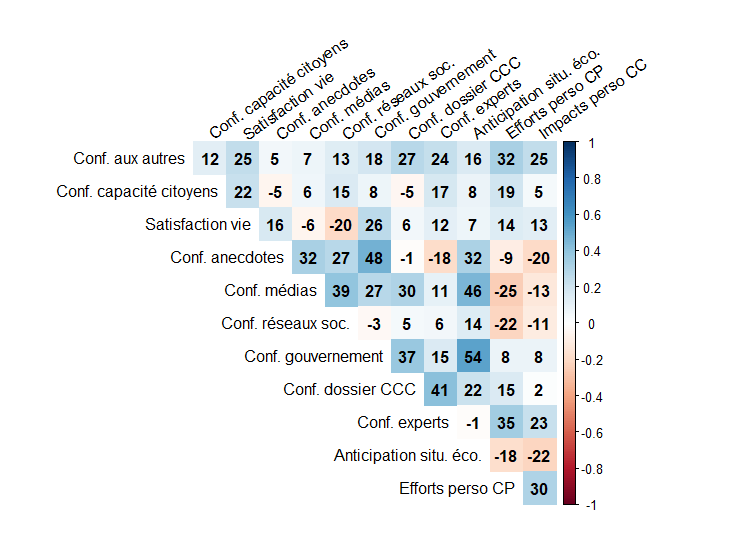 Conf. capacité citoyens
Satisfaction vie
Conf. anecdotes
Conf. médias
Conf. réseaux soc.
Conf. gouvernement
Conf. dossier CCC
Conf. experts
Anticipation situ. éco.
Efforts perso CP
Impacts perso CC
Conf. aux autres 12 25 5 7 13 18 27 24 16 32 25
Conf. capacité citoyens 22 -5 6 15 8 -5 17 8 19 5
Satisfaction vie 16 -6 -20 26 6 12 7 14 13
Conf. anecdotes 32 27 48 -1 -18 32 -9 -20
Conf. médias 39 27 30 11 46 -25 -13
Conf. réseaux soc. -3 5 6 14 -22 -11
Conf. gouvernement 37 15 54 8 8
Conf. dossier CCC 41 22 15 2
Conf. experts -1 35 23
Anticipation situ. éco. -18 -22
Efforts perso CP 30
1
0.8
0.6
0.4
0.2
0
-0.2
-0.4
-0.6
-0.8
-1